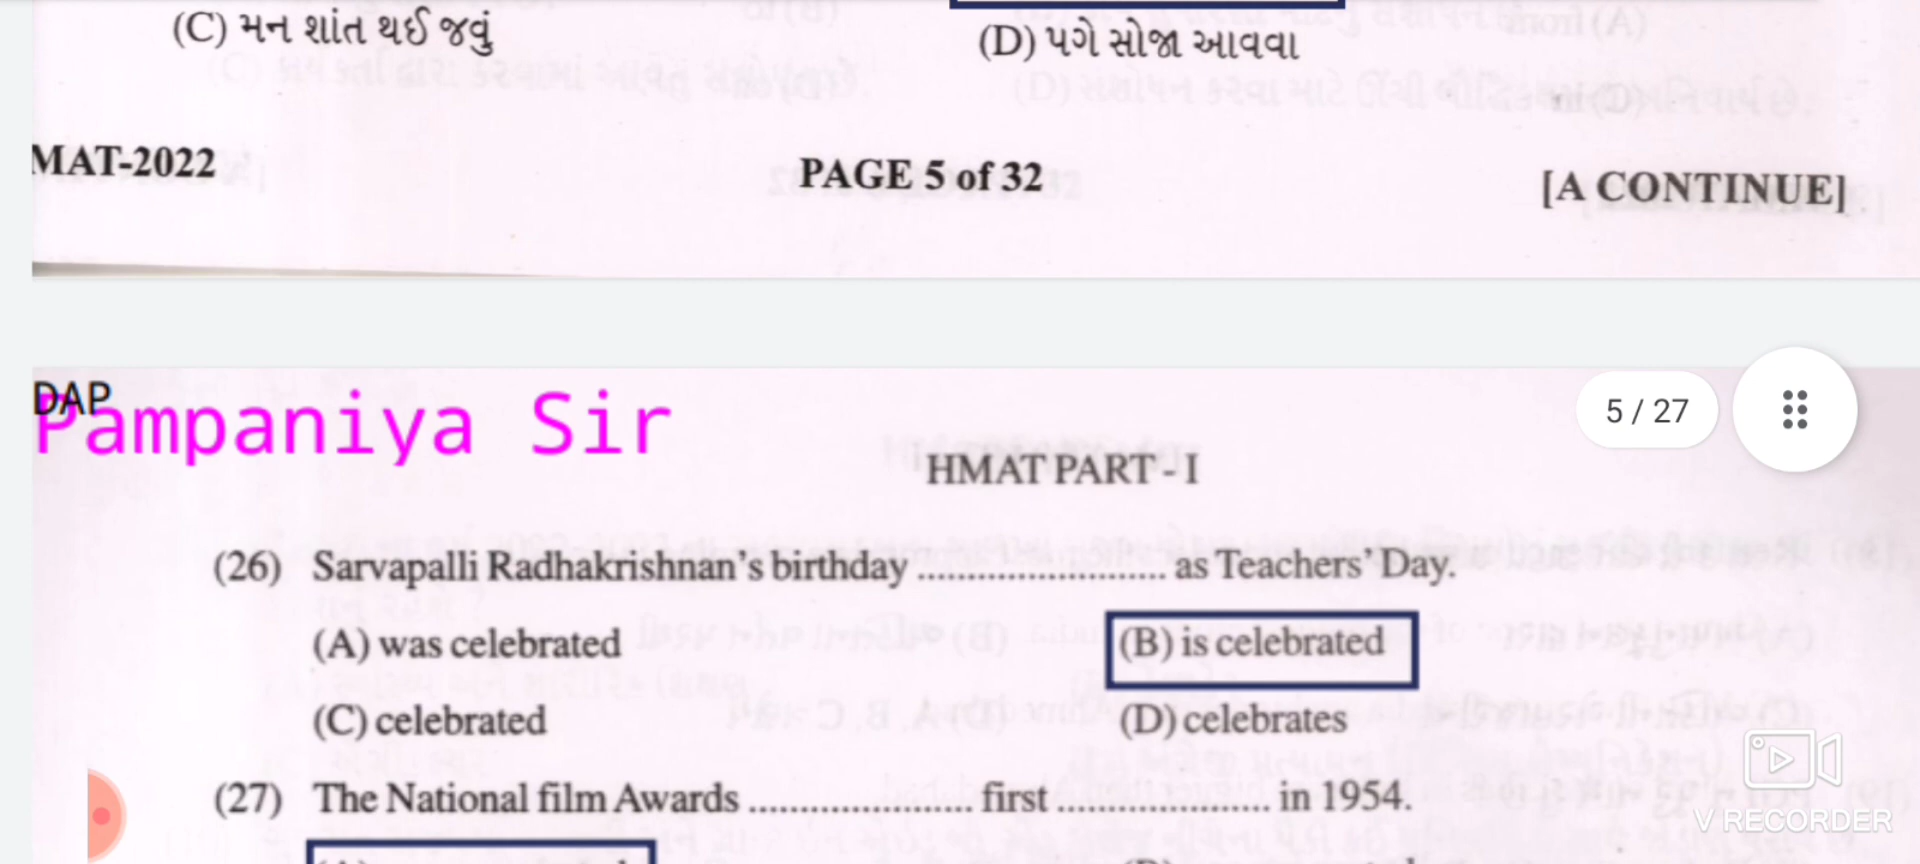 (C) મન શાંત થઈ જવું
(D) પગે સોજા આવવા
MAT-2022
PAGE 5 of 32
[A CONTINUE]
DAP
Pampaniya Sir
5 / 27
HMAT PART - I
(26) Sarvapalli Radhakrishnan's birthday ......................... as Teachers' Day.
(A) was celebrated
(B) is celebrated
(C) celebrated
(D) celebrates
(27) The National film Awards ....................... first ...................... in 1954.
V RECORDER